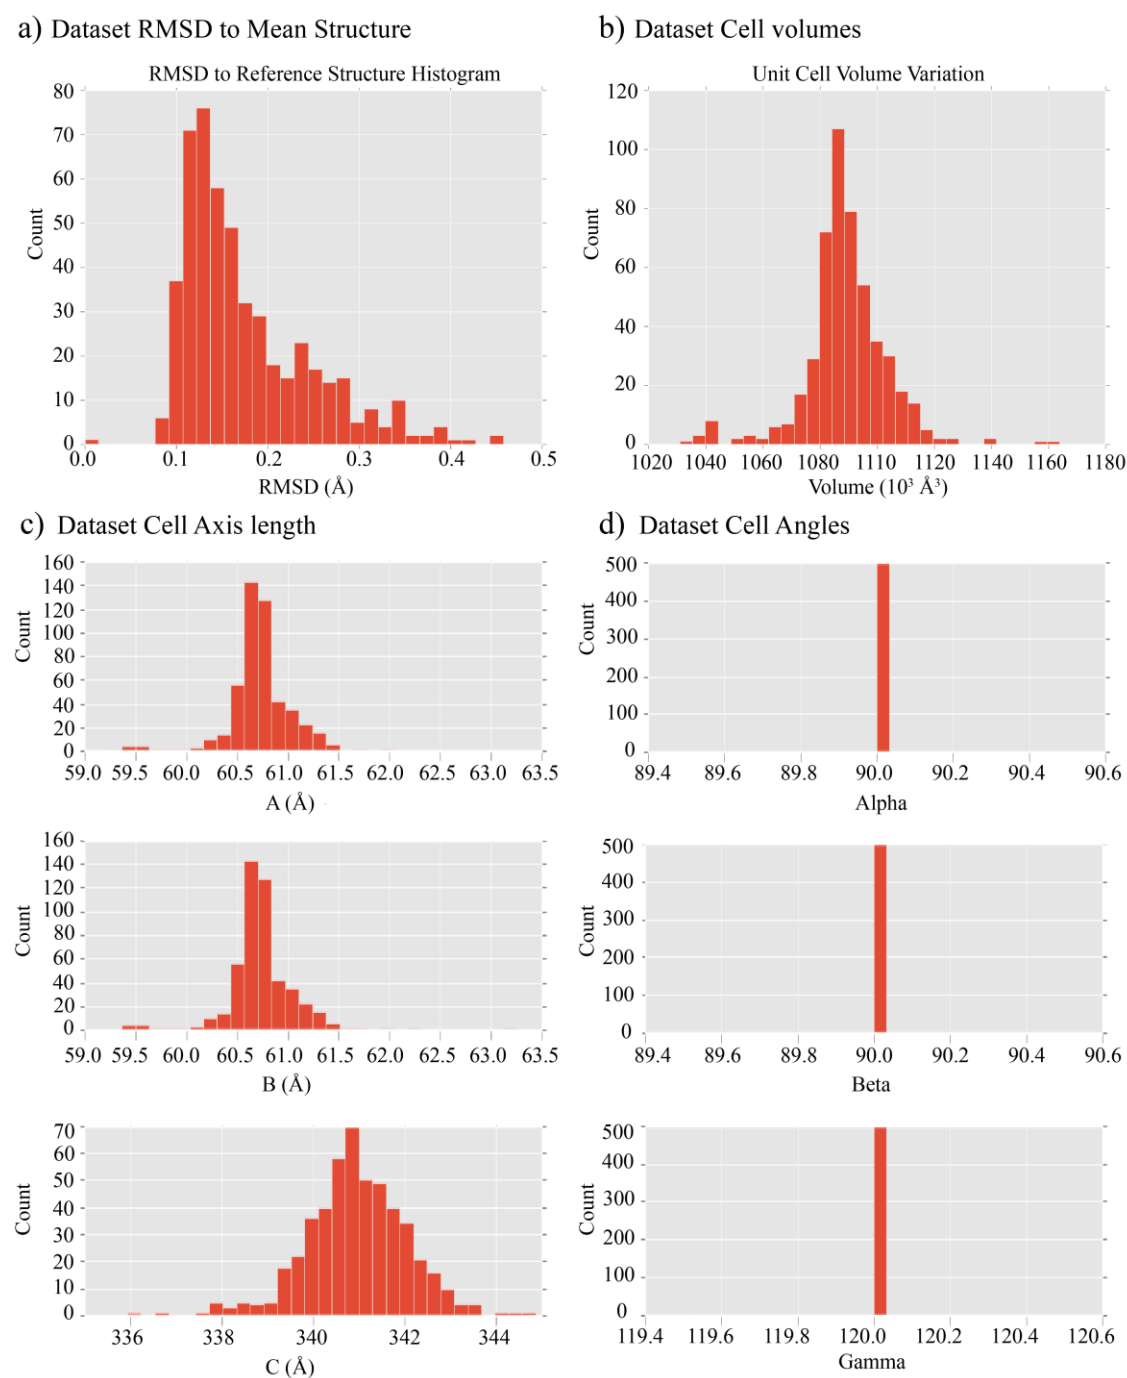 a) Dataset RMSD to Mean Structure
RMSD to Reference Structure Histogram
80
70
60
50
40
30
20
10
0
Count
0.0 0.1 0.2 0.3 0.4 0.5
RMSD (Å)
b) Dataset Cell volumes
Unit Cell Volume Variation
120
100
80
60
40
20
0
Count
1020 1040 1060 1080 1110 1120 1140 1160 1180
Volume (10³ Å³)
c) Dataset Cell Axis length
160
140
120
100
80
60
40
20
0
Count
59.0 59.5 60.0 60.5 61.0 61.5 62.0 62.5 63.0 63.5
A (Å)
160
140
120
100
80
60
40
20
0
Count
59.0 59.5 60.0 60.5 61.0 61.5 62.0 62.5 63.0 63.5
B (Å)
70
60
50
40
30
20
10
0
Count
336 338 340 342 344
C (Å)
d) Dataset Cell Angles
500
400
300
200
100
0
Count
89.4 89.6 89.8 90.0 90.2 90.4 90.6
Alpha
500
400
300
200
100
0
Count
89.4 89.6 89.8 90.0 90.2 90.4 90.6
Beta
500
400
300
200
100
0
Count
119.4 119.6 119.8 120.0 120.2 120.4 120.6
Gamma